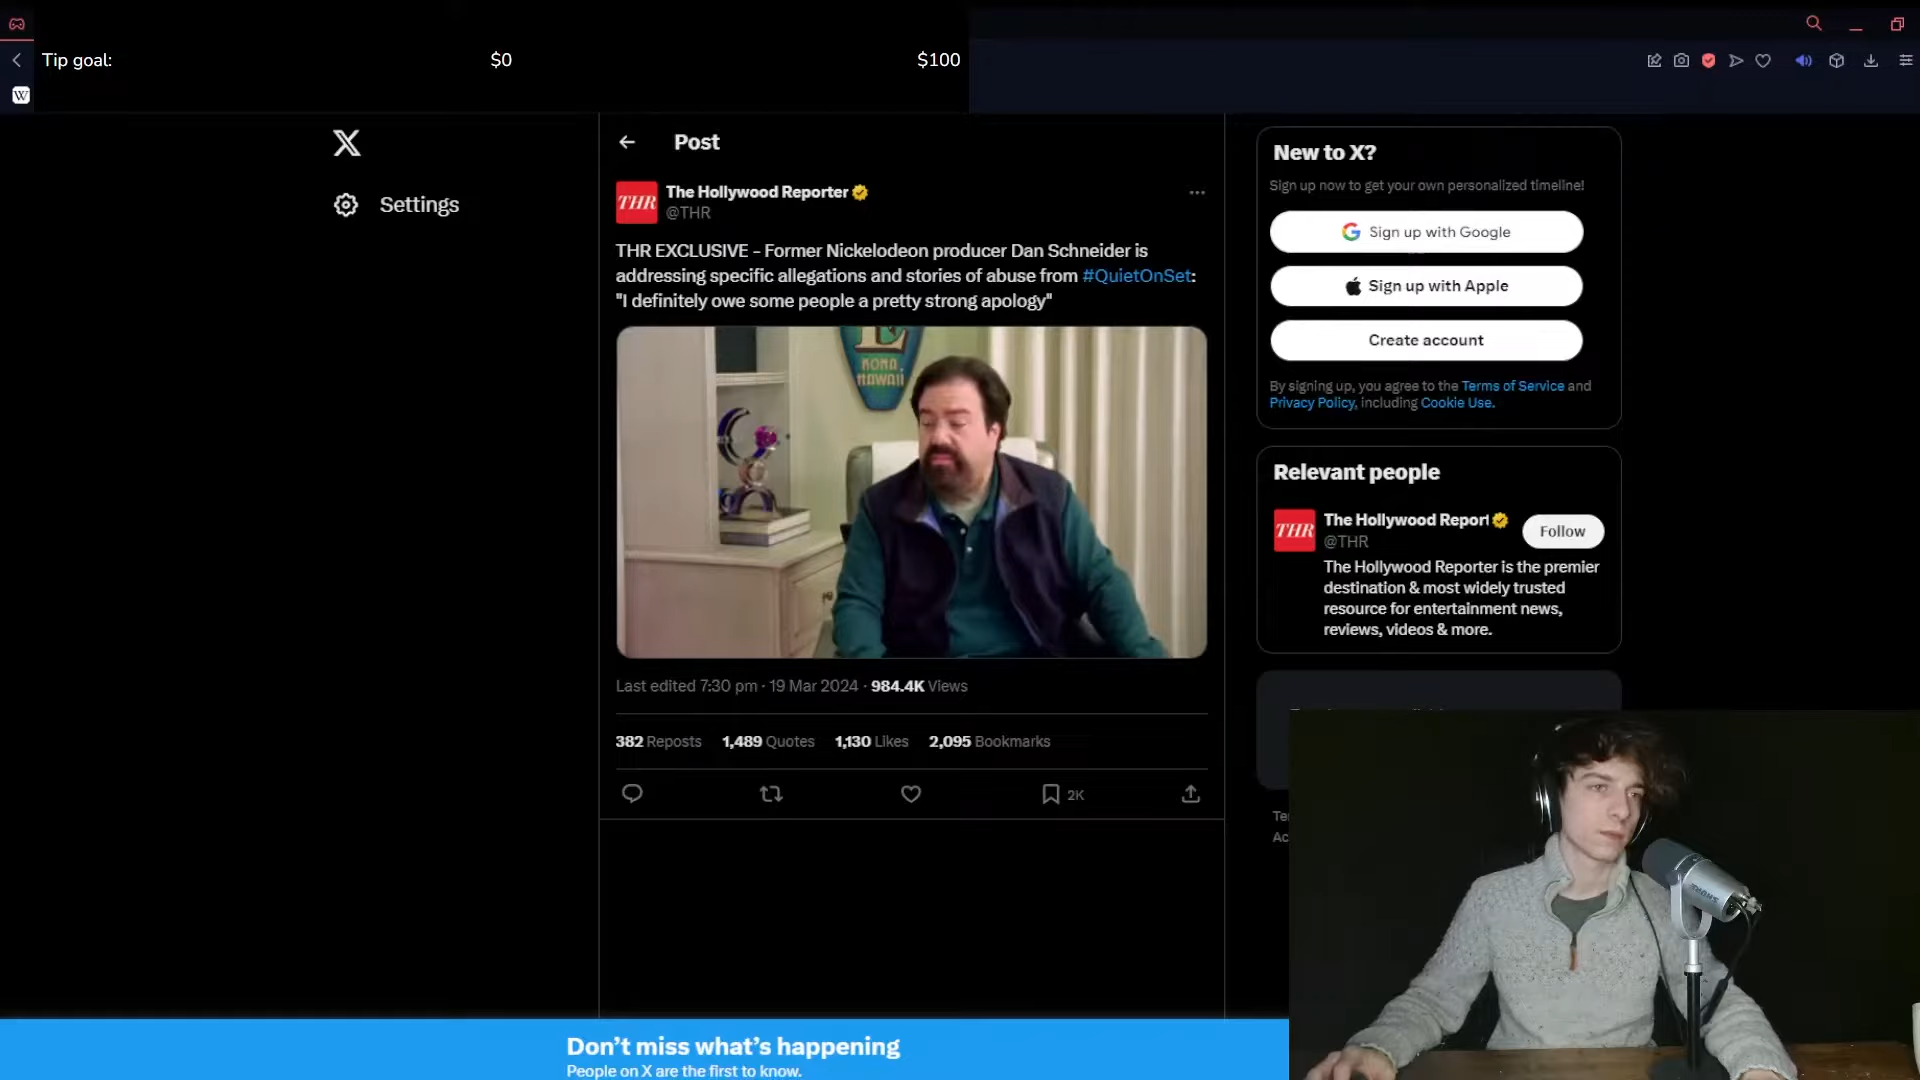 Tip goal:
$0
$100
W
Settings
Post
THR
The Hollywood Reporter
@THR
THR EXCLUSIVE - Former Nickelodeon producer Dan Schneider is
addressing specific allegations and stories of abuse from #QuietOnSet:
"I definitely owe some people a pretty strong apology"
KONA,
HAWAII
Last edited 7:30 pm · 19 Mar 2024 · 984.4K Views
382 Reposts 1,489 Quotes 1,130 Likes 2,095 Bookmarks
2K
New to X?
Sign up now to get your own personalized timeline!
Sign up with Google
Sign up with Apple
Create account
By signing up, you agree to the Terms of Service and
Privacy Policy, including Cookie Use.
Relevant people
THR
The Hollywood Report
@THR
Follow
The Hollywood Reporter is the premier
destination & most widely trusted
resource for entertainment news,
reviews, videos & more.
Don't miss what's happening
People on X are the first to know.